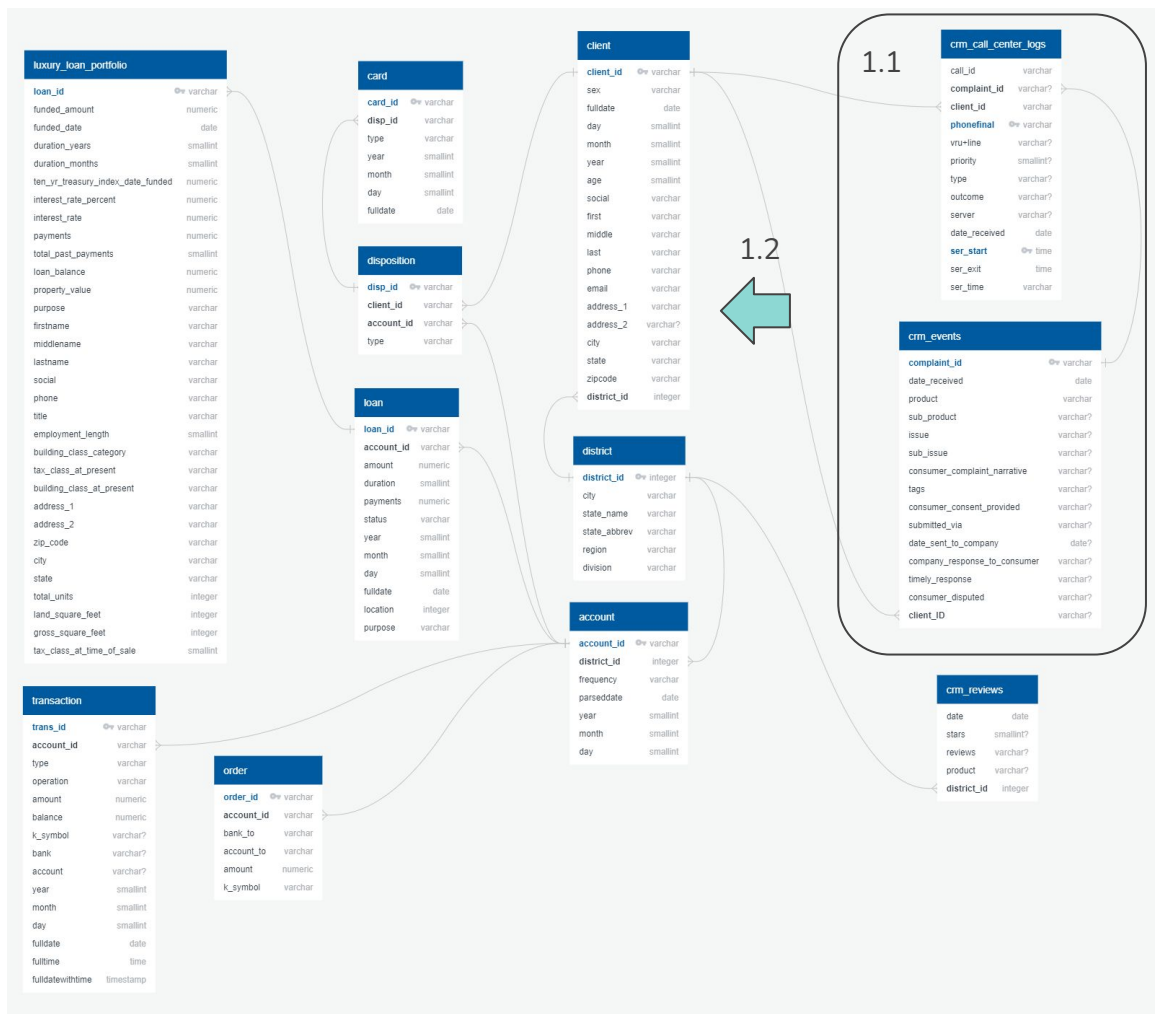 luxury_loan_portfolio
loan_id varchar
funded_amount numeric
funded_date date
duration_years smallint
duration_months smallint
ten_yr_treasury_index_date_funded numeric
interest_rate_percent numeric
interest_rate numeric
payments numeric
total_past_payments smallint
loan_balance numeric
property_value numeric
purpose varchar
firstname varchar
middlename varchar
lastname varchar
social varchar
phone varchar
title varchar
employment_length smallint
building_class_category varchar
tax_class_at_present varchar
building_class_at_present varchar
address_1 varchar
address_2 varchar
zip_code varchar
city varchar
state varchar
total_units integer
land_square_feet integer
gross_square_feet integer
tax_class_at_time_of_sale smallint
transaction
trans_id varchar
account_id varchar
type varchar
operation varchar
amount numeric
balance numeric
k_symbol varchar?
bank varchar?
account varchar?
year smallint
month smallint
day smallint
fulldate date
fulltime time
fulldatewithtime timestamp
card
card_id varchar
disp_id varchar
type varchar
year smallint
month smallint
day smallint
fulldate date
disposition
disp_id varchar
client_id varchar
account_id varchar
type varchar
loan
loan_id varchar
account_id varchar
amount numeric
duration smallint
payments numeric
status varchar
year smallint
month smallint
day smallint
fulldate date
location integer
purpose varchar
order
order_id varchar
account_id varchar
bank_to varchar
account_to varchar
amount numeric
k_symbol varchar
client
client_id varchar
sex varchar
fulldate date
day smallint
month smallint
year smallint
age smallint
social varchar
first varchar
middle varchar
last varchar
phone varchar
email varchar
address_1 varchar
address_2 varchar?
city varchar
state varchar
zipcode varchar
district_id integer
1.2
district
district_id integer
city varchar
state_name varchar
state_abbrev varchar
region varchar
division varchar
account
account_id varchar
district_id integer
frequency varchar
parseddate date
year smallint
month smallint
day smallint
1.1
crm_call_center_logs
call_id varchar
complaint_id varchar?
client_id varchar
phonefinal varchar
vru+line varchar?
priority smallint?
type varchar?
outcome varchar?
server varchar?
date_received date
ser_start time
ser_exit time
ser_time varchar
crm_events
complaint_id varchar
date_received date
product varchar
sub_product varchar?
issue varchar?
sub_issue varchar?
consumer_complaint_narrative varchar?
tags varchar?
consumer_consent_provided varchar?
submitted_via varchar?
date_sent_to_company date?
company_response_to_consumer varchar?
timely_response varchar?
consumer_disputed varchar?
client_ID varchar?
crm_reviews
date date
stars smallint?
reviews varchar?
product varchar?
district_id integer